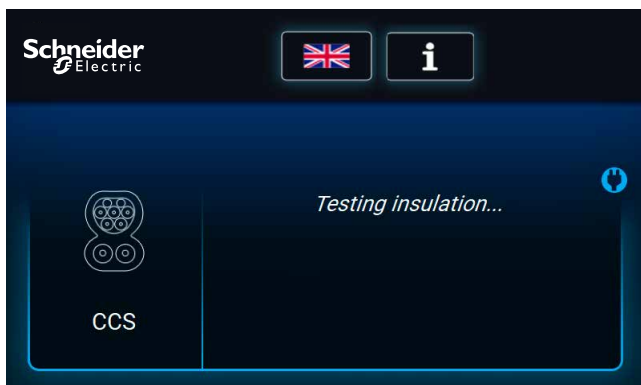 Schneider
Electric
i
Testing insulation...
CCS